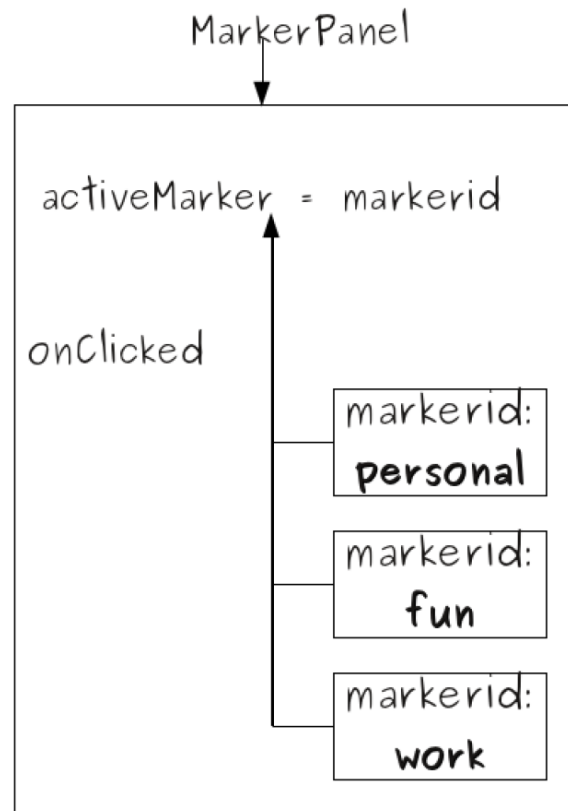 MarkerPanel
activeMarker = markerid
onClicked
markerid:
personal
markerid:
fun
markerid:
work